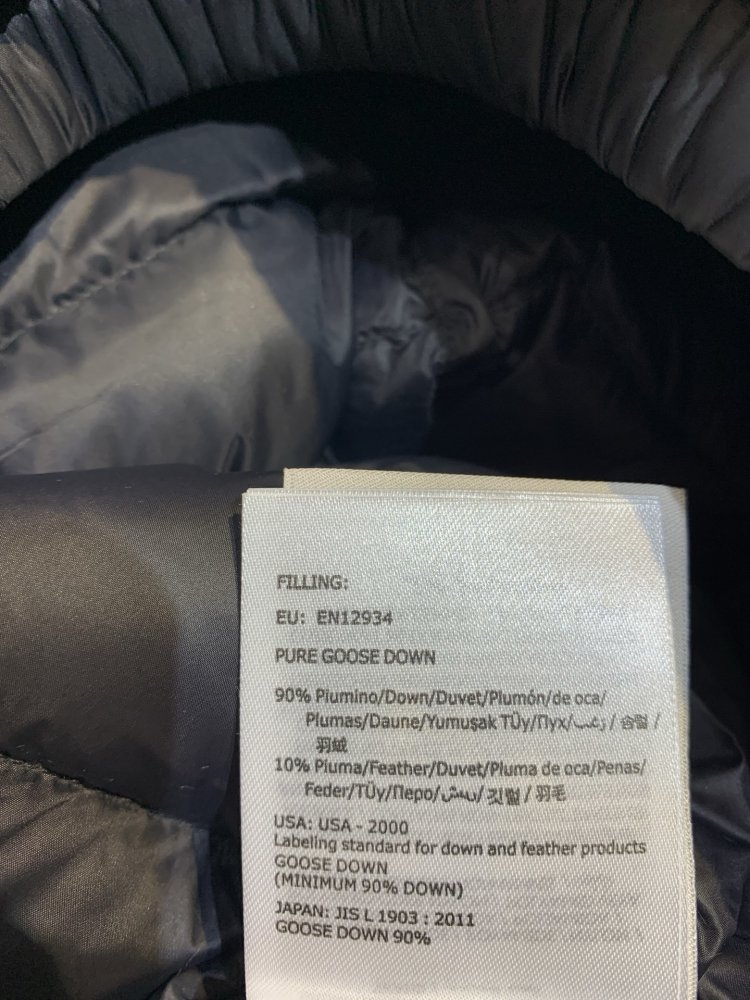 FILLING:
EU: EN12934
PURE GOOSE DOWN
90% Piumino/Down/Duvet/Plumón/de oca/
Plumas/Daune/Yumuşak TÜy/Пух/زغب/ 솜털 /
羽绒
10% Piuma/Feather/Duvet/Pluma de oca/Penas/
Feder/TÜy/Перо/ريش/ 깃털 / 羽毛
USA: USA - 2000
Labeling standard for down and feather products
GOOSE DOWN
(MINIMUM 90% DOWN)
JAPAN: JIS L 1903 : 2011
GOOSE DOWN 90%